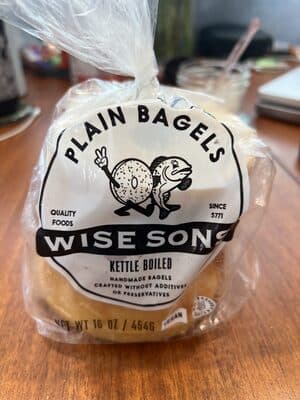 PLAIN BAGELS
QUALITY
FOODS
SINCE
5771
WISE SONS
KETTLE BOILED
HANDMADE BAGELS
CRAFTED WITHOUT ADDITIVES
OR PRESERVATIVES
NET WT 16 OZ / 454G
VEGAN